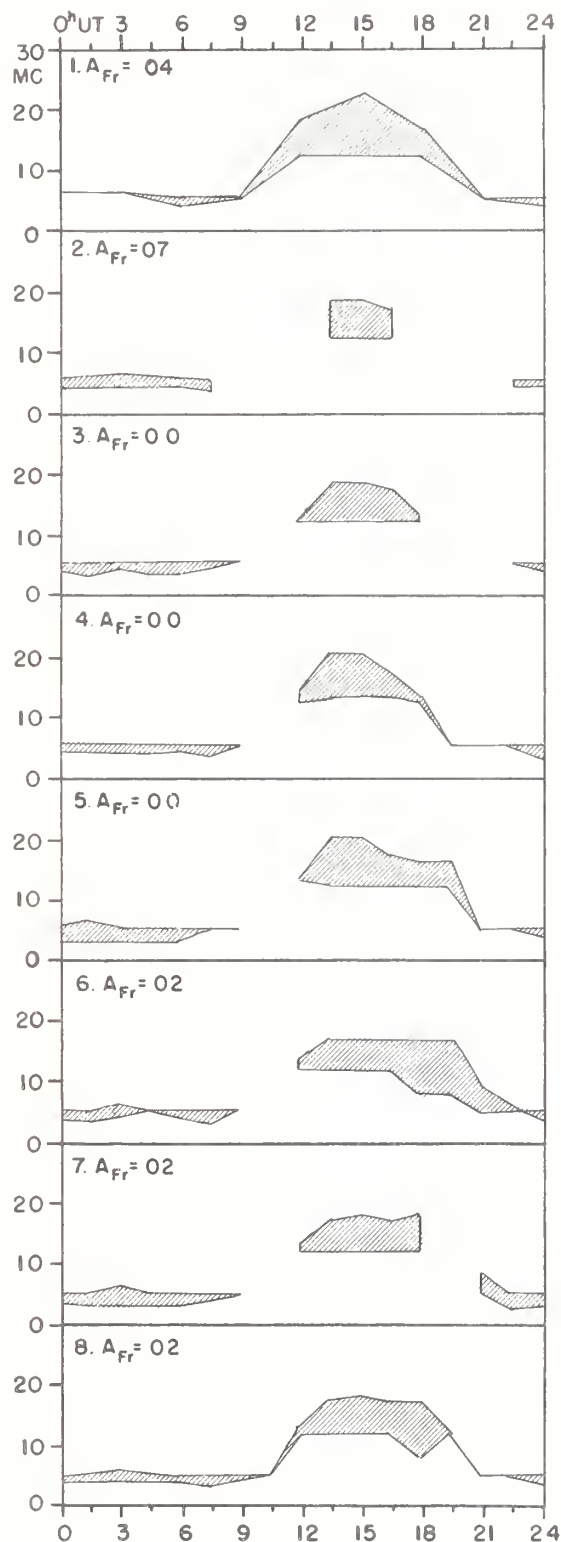 0ʰUT 3 6 9 12 15 18 21 24
30
MC
1. A_Fr = 04
20
10
0
2. A_Fr = 07
20
10
0
3. A_Fr = 00
20
10
0
4. A_Fr = 00
20
10
0
5. A_Fr = 00
20
10
0
6. A_Fr = 02
20
10
0
7. A_Fr = 02
20
10
0
8. A_Fr = 02
20
10
0
0 3 6 9 12 15 18 21 24